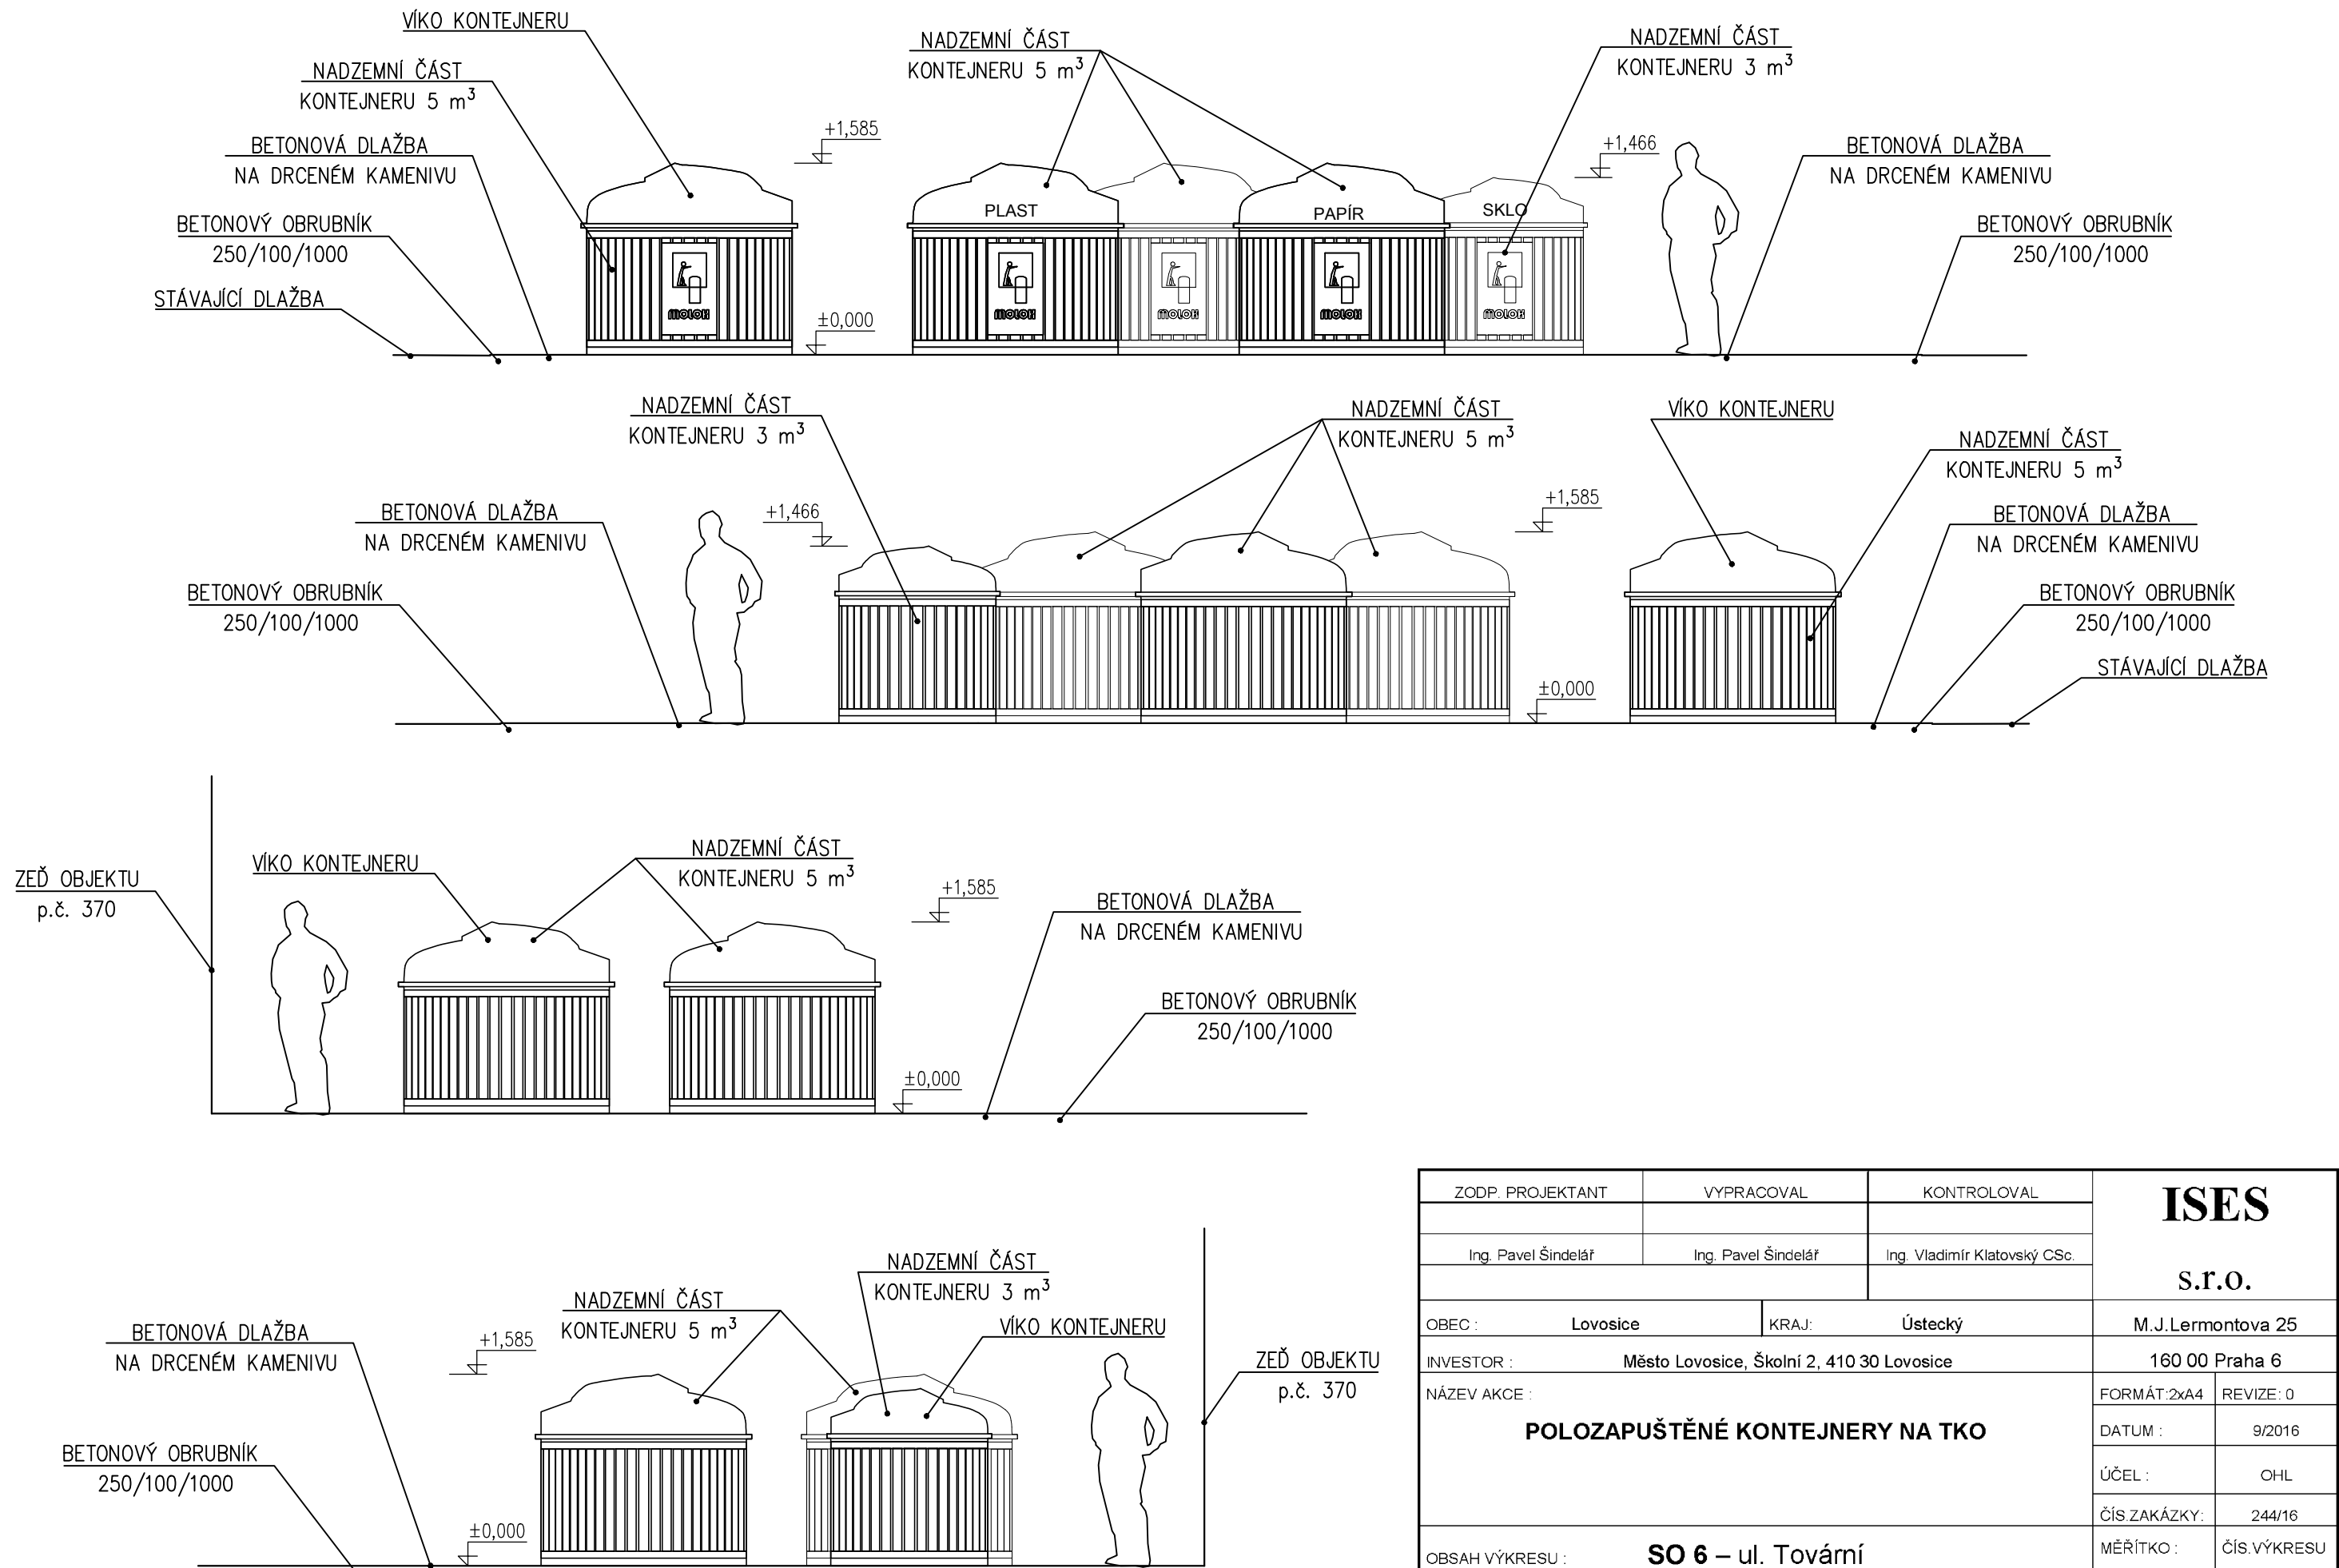 VÍKO KONTEJNERU
NADZEMNÍ ČÁST
KONTEJNERU 5 m³
BETONOVÁ DLAŽBA
NA DRCENÉM KAMENIVU
BETONOVÝ OBRUBNÍK
250/100/1000
STÁVAJÍCÍ DLAŽBA
+1,585
±0,000
NADZEMNÍ ČÁST
KONTEJNERU 5 m³
NADZEMNÍ ČÁST
KONTEJNERU 3 m³
+1,466
BETONOVÁ DLAŽBA
NA DRCENÉM KAMENIVU
BETONOVÝ OBRUBNÍK
250/100/1000
PLAST
PAPÍR
SKLO
MOLOK
MOLOK
MOLOK
MOLOK
MOLOK
NADZEMNÍ ČÁST
KONTEJNERU 3 m³
BETONOVÁ DLAŽBA
NA DRCENÉM KAMENIVU
BETONOVÝ OBRUBNÍK
250/100/1000
+1,466
NADZEMNÍ ČÁST
KONTEJNERU 5 m³
+1,585
±0,000
VÍKO KONTEJNERU
NADZEMNÍ ČÁST
KONTEJNERU 5 m³
BETONOVÁ DLAŽBA
NA DRCENÉM KAMENIVU
BETONOVÝ OBRUBNÍK
250/100/1000
STÁVAJÍCÍ DLAŽBA
ZEĎ OBJEKTU
p.č. 370
VÍKO KONTEJNERU
NADZEMNÍ ČÁST
KONTEJNERU 5 m³
+1,585
±0,000
BETONOVÁ DLAŽBA
NA DRCENÉM KAMENIVU
BETONOVÝ OBRUBNÍK
250/100/1000
BETONOVÁ DLAŽBA
NA DRCENÉM KAMENIVU
BETONOVÝ OBRUBNÍK
250/100/1000
+1,585
±0,000
NADZEMNÍ ČÁST
KONTEJNERU 5 m³
NADZEMNÍ ČÁST
KONTEJNERU 3 m³
VÍKO KONTEJNERU
ZEĎ OBJEKTU
p.č. 370
ZODP. PROJEKTANT VYPRACOVAL KONTROLOVAL
Ing. Pavel Šindelář Ing. Pavel Šindelář Ing. Vladimír Klatovský CSc.
ISES
s.r.o.
OBEC : Lovosice KRAJ: Ústecký
M.J.Lermontova 25
INVESTOR : Město Lovosice, Školní 2, 410 30 Lovosice
160 00 Praha 6
NÁZEV AKCE :
POLOZAPUŠTĚNÉ KONTEJNERY NA TKO
FORMÁT:2xA4 REVIZE: 0
DATUM : 9/2016
ÚČEL : OHL
ČÍS.ZAKÁZKY: 244/16
OBSAH VÝKRESU : SO 6 – ul. Tovární
MĚŘÍTKO : ČÍS.VÝKRESU